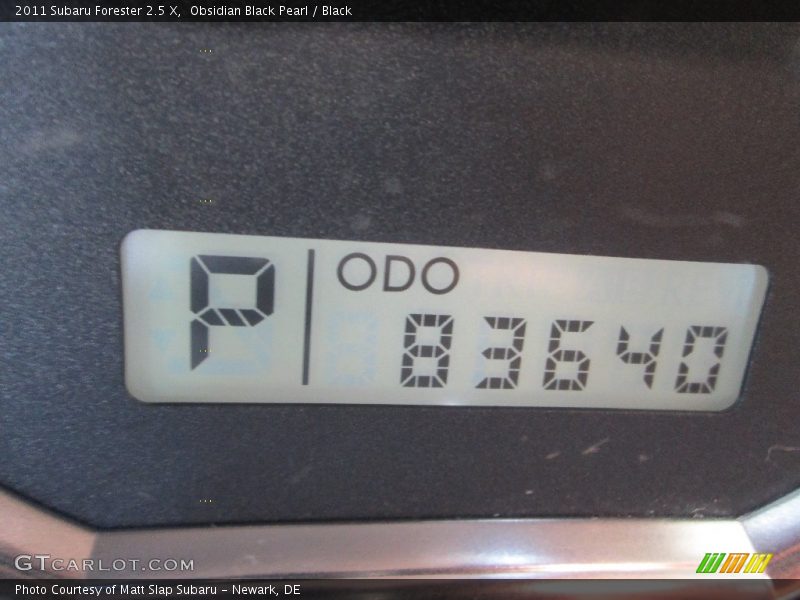 2011 Subaru Forester 2.5 X,  Obsidian Black Pearl / Black
P
ODO
83640
GTCARLOT.COM
Photo Courtesy of Matt Slap Subaru - Newark, DE